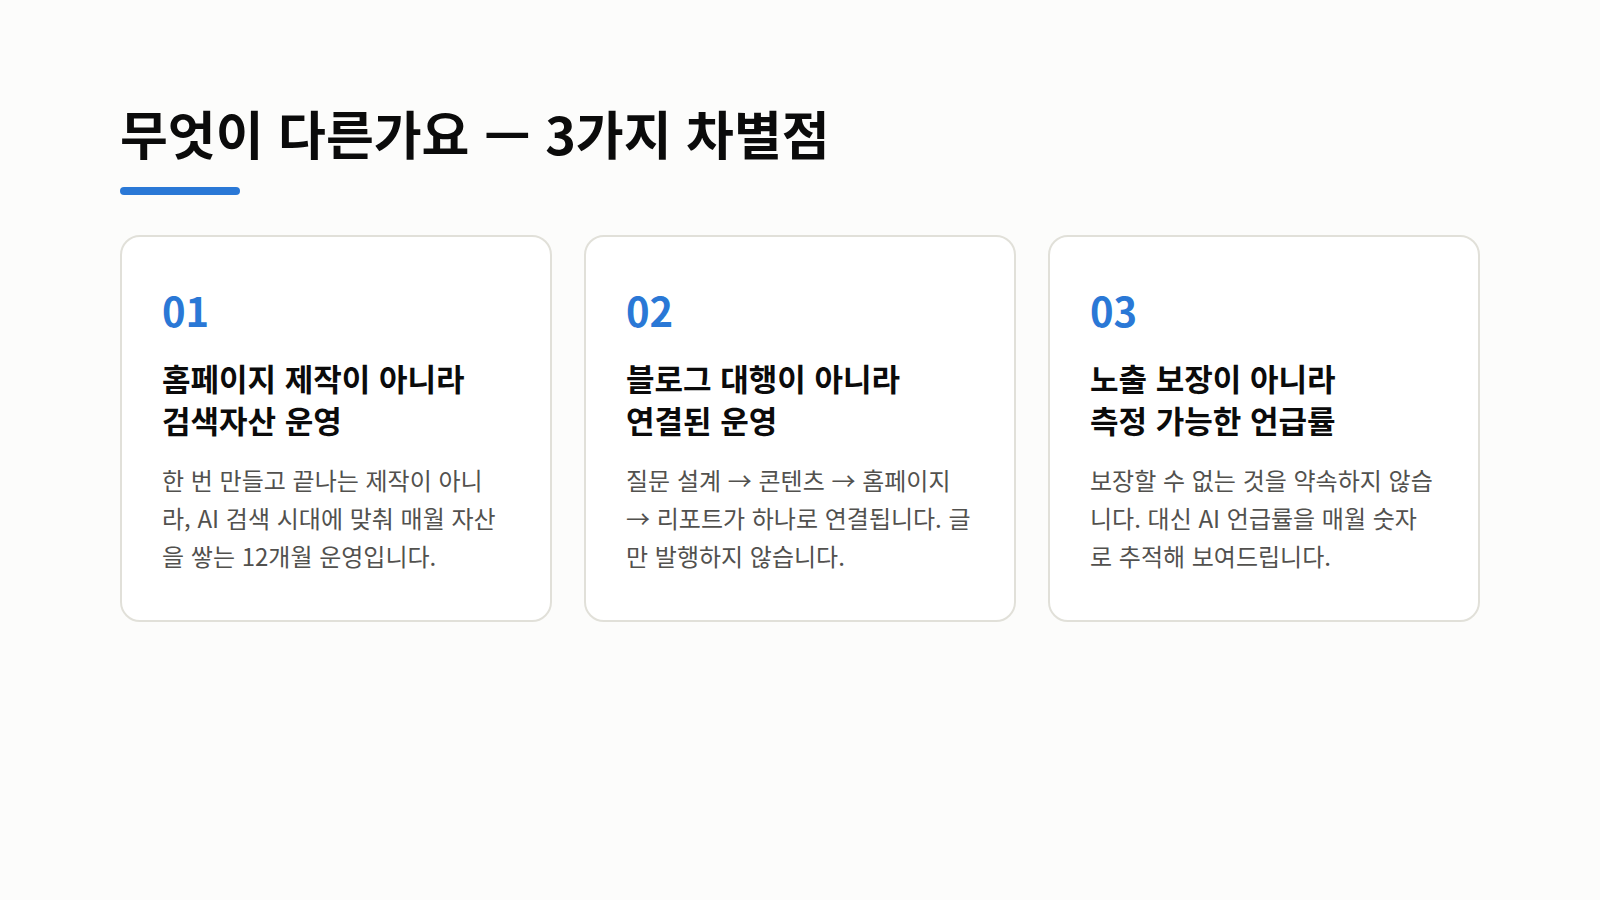 무엇이 다른가요 — 3가지 차별점
01
홈페이지 제작이 아니라
검색자산 운영
한 번 만들고 끝나는 제작이 아니
라, AI 검색 시대에 맞춰 매월 자산
을 쌓는 12개월 운영입니다.
02
블로그 대행이 아니라
연결된 운영
질문 설계 → 콘텐츠 → 홈페이지
→ 리포트가 하나로 연결됩니다. 글
만 발행하지 않습니다.
03
노출 보장이 아니라
측정 가능한 언급률
보장할 수 없는 것을 약속하지 않습
니다. 대신 AI 언급률을 매월 숫자
로 추적해 보여드립니다.